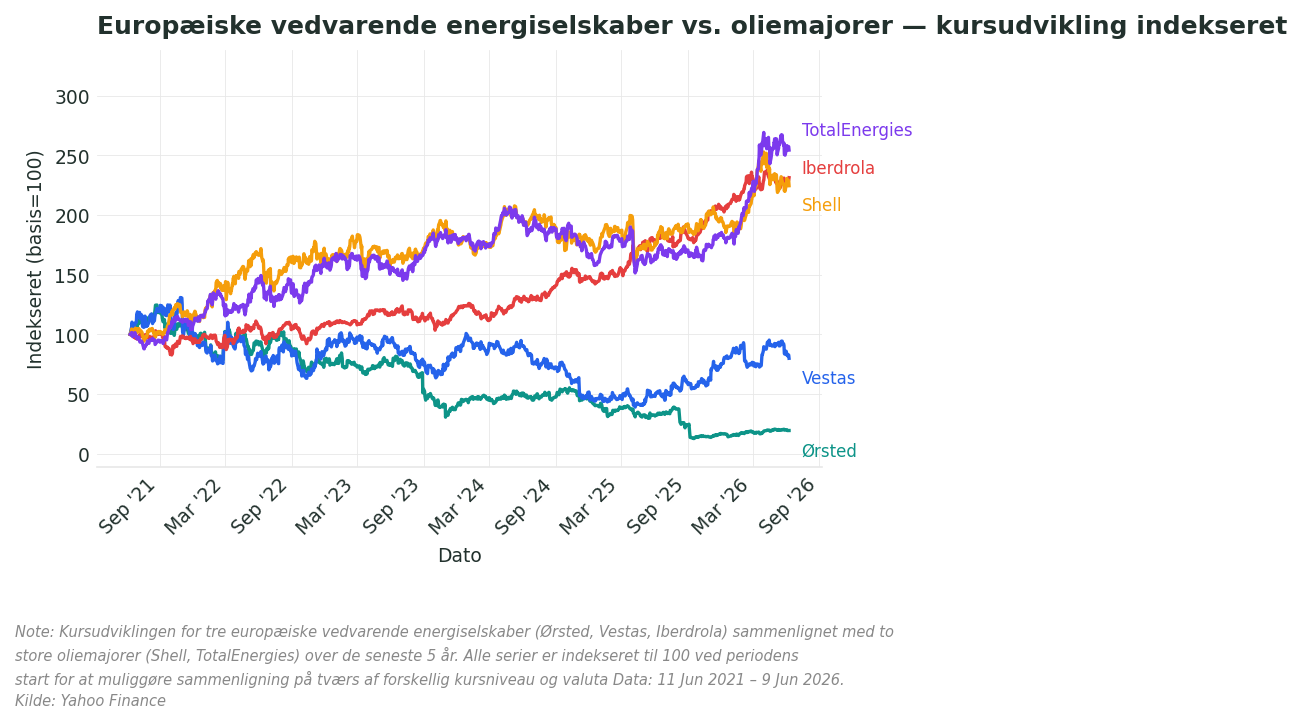 Europæiske vedvarende energiselskaber vs. oliemajorer — kursudvikling indekseret
Indekseret (basis=100)
300
250
200
150
100
50
0
TotalEnergies
Iberdrola
Shell
Vestas
Ørsted
Sep '21
Mar '22
Sep '22
Mar '23
Sep '23
Mar '24
Sep '24
Mar '25
Sep '25
Mar '26
Sep '26
Dato
Note: Kursudviklingen for tre europæiske vedvarende energiselskaber (Ørsted, Vestas, Iberdrola) sammenlignet med to
store oliemajorer (Shell, TotalEnergies) over de seneste 5 år. Alle serier er indekseret til 100 ved periodens
start for at muliggøre sammenligning på tværs af forskellig kursniveau og valuta Data: 11 Jun 2021 – 9 Jun 2026.
Kilde: Yahoo Finance